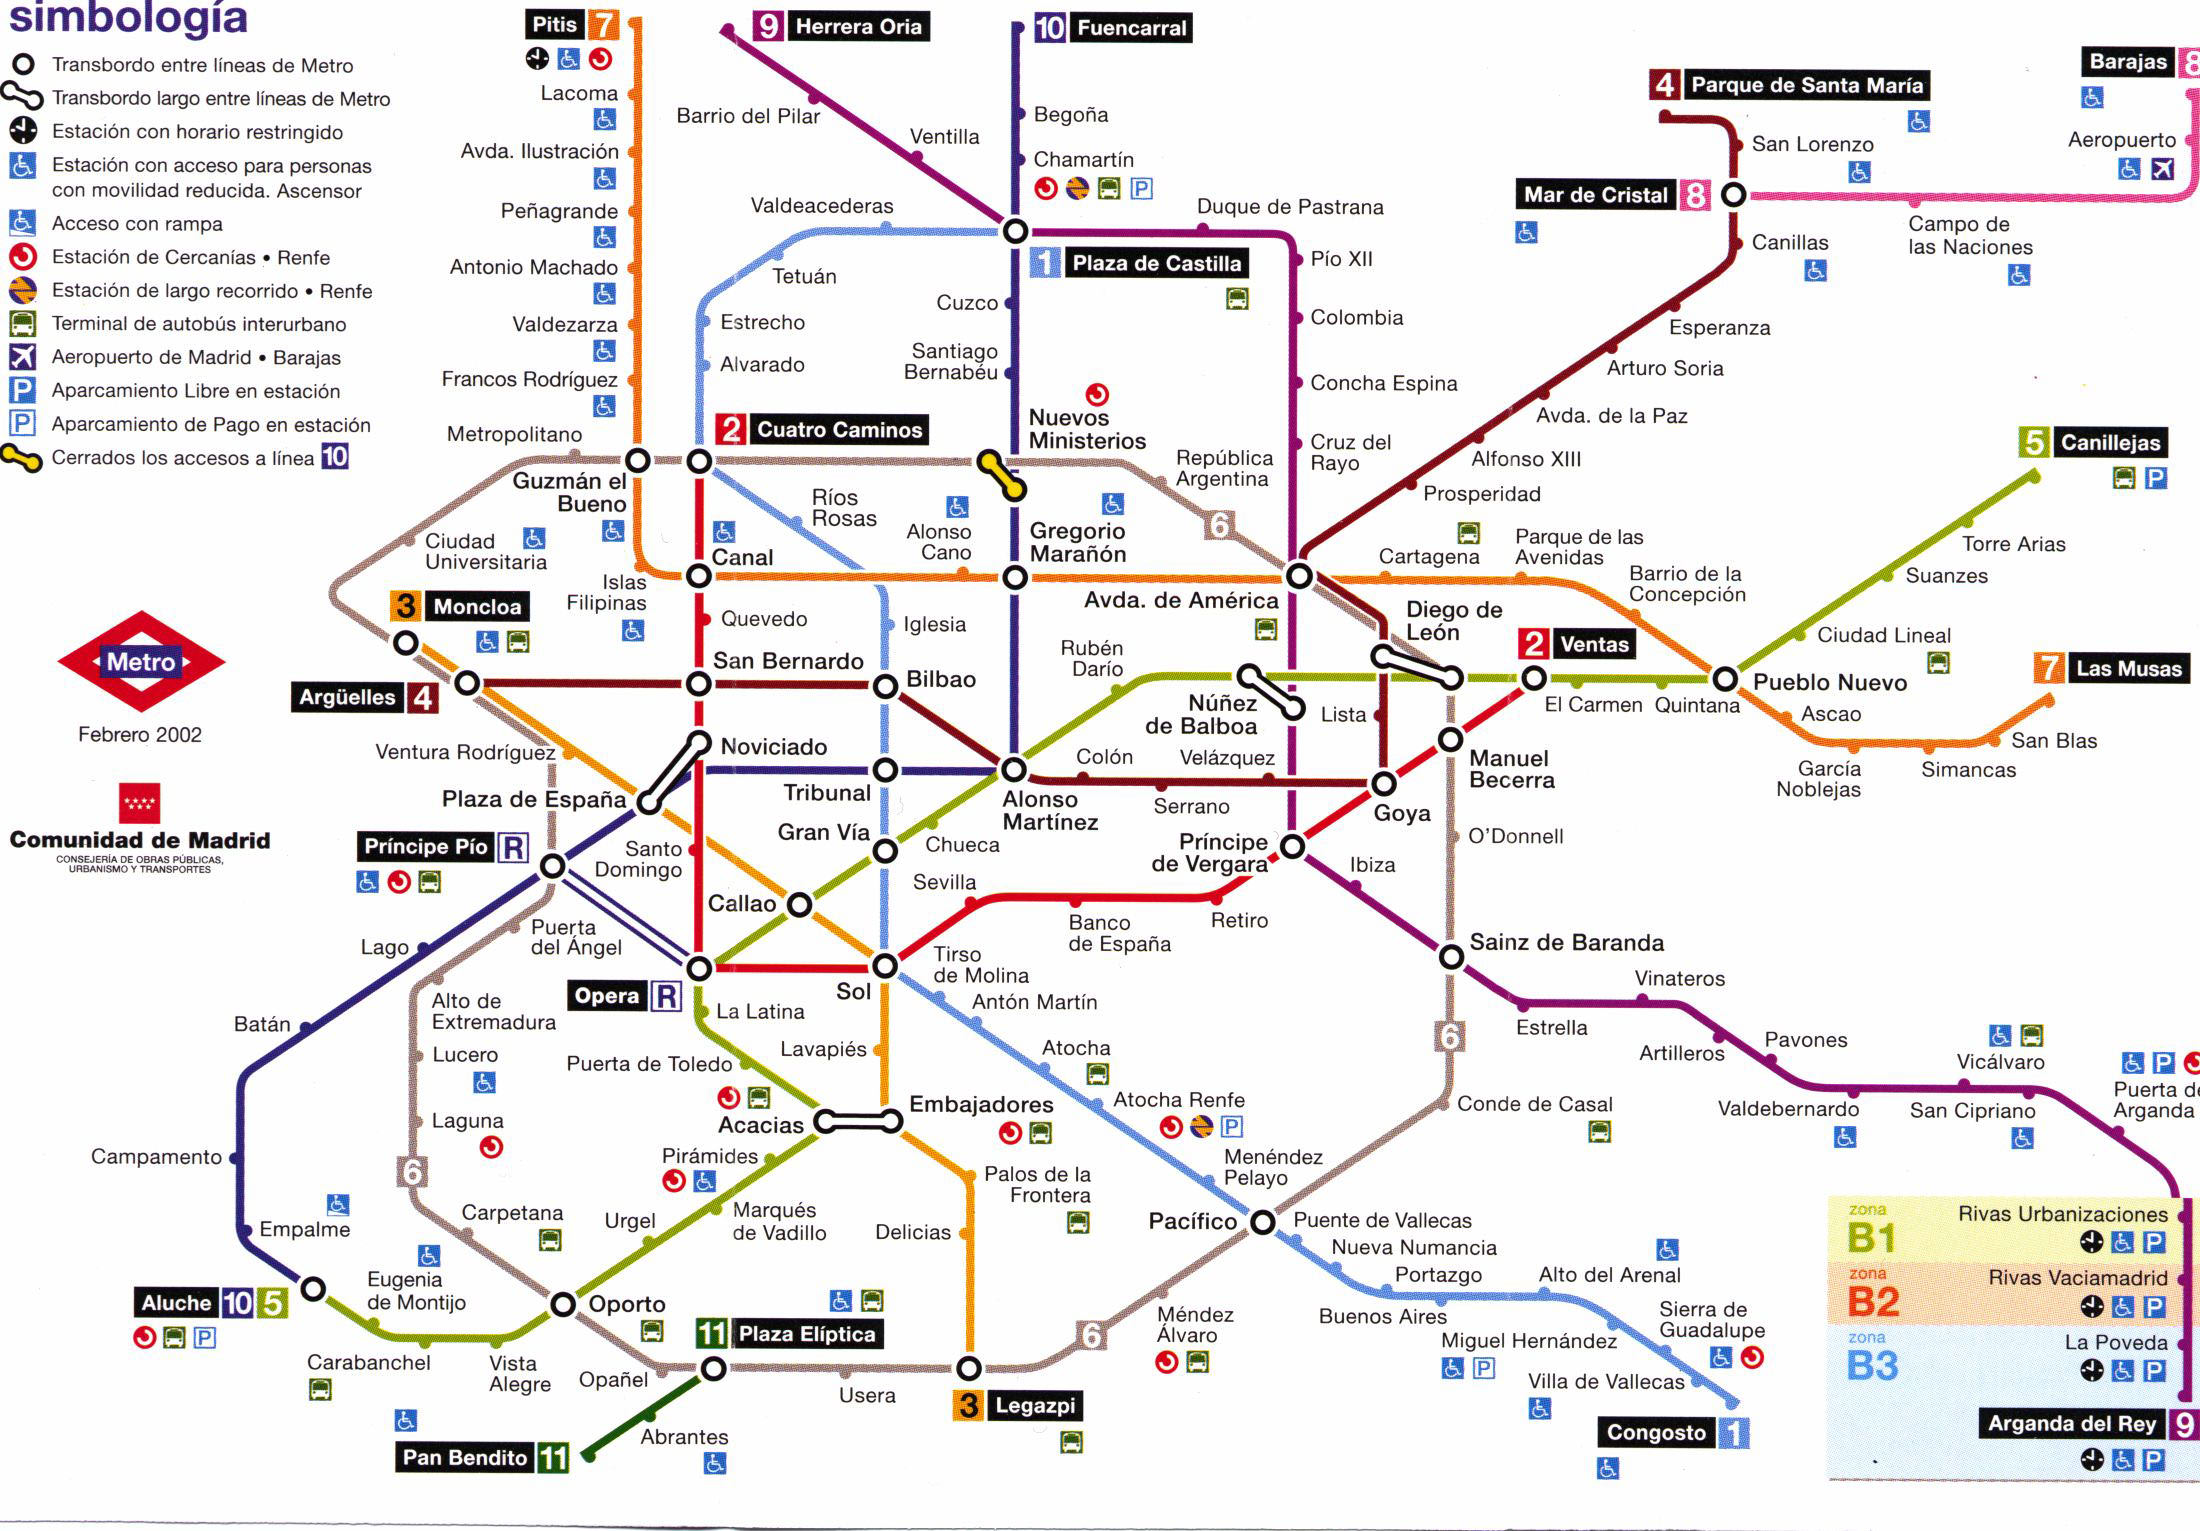 simbología
Transbordo entre líneas de Metro
Transbordo largo entre líneas de Metro
Estación con horario restringido
Estación con acceso para personas
con movilidad reducida. Ascensor
Acceso con rampa
Estación de Cercanías • Renfe
Estación de largo recorrido • Renfe
Terminal de autobús interurbano
Aeropuerto de Madrid • Barajas
P Aparcamiento Libre en estación
P Aparcamiento de Pago en estación
Cerrados los accesos a línea 10
Metro
Febrero 2002
Comunidad de Madrid
CONSEJERÍA DE OBRAS PÚBLICAS,
URBANISMO Y TRANSPORTES
Pitis 7
Lacoma
Avda. Ilustración
Peñagrande
Antonio Machado
Valdezarza
Francos Rodríguez
Metropolitano
Guzmán el
Bueno
Ciudad
Universitaria
Islas
Filipinas
3 Moncloa
Argüelles 4
Ventura Rodríguez
Plaza de España
Príncipe Pío R
Lago
Batán
Campamento
Empalme
Aluche 10 5
P
Puerta
del Ángel
Alto de
Extremadura
Lucero
Laguna
6
Carpetana
Eugenia
de Montijo
Carabanchel
Vista
Alegre
Oporto
Opañel
11 Plaza Elíptica
Abrantes
Pan Bendito 11
Usera
3 Legazpi
9 Herrera Oria
Barrio del Pilar
Ventilla
10 Fuencarral
Begoña
Chamartín
P
Valdeacederas
Tetuán
Estrecho
Alvarado
1 Plaza de Castilla
Duque de Pastrana
Pío XII
Colombia
Concha Espina
Cruz del
Rayo
Cuzco
Santiago
Bernabéu
Nuevos
Ministerios
2 Cuatro Caminos
Ríos
Rosas
Alonso
Cano
Gregorio
Marañón
República
Argentina
6
Canal
Quevedo
Iglesia
San Bernardo
Bilbao
Noviciado
Tribunal
Gran Vía
Santo
Domingo
Callao
Chueca
Alonso
Martínez
Rubén
Darío
Núñez
de Balboa
Colón
Serrano
Velázquez
Goya
Lista
Avda. de América
Diego de
León
2 Ventas
Manuel
Becerra
O'Donnell
Príncipe
de Vergara
Ibiza
Sevilla
Banco
de España
Retiro
Opera R
Sol
La Latina
Puerta de Toledo
Lavapiés
Acacias
Embajadores
Pirámides
Marqués
de Vadillo
Urgel
Palos de la
Frontera
Delicias
Tirso
de Molina
Antón Martín
Atocha
Atocha Renfe
P
Menéndez
Pelayo
Pacífico
Méndez
Álvaro
6
Conde de Casal
6
Sainz de Baranda
Estrella
Vinateros
Artilleros
Pavones
Valdebernardo
Vicálvaro
San Cipriano
P
Puerta de
Arganda
Puente de Vallecas
Nueva Numancia
Portazgo
Buenos Aires
Alto del Arenal
Miguel Hernández
P
Sierra de
Guadalupe
Villa de Vallecas
Congosto 1
4 Parque de Santa María
San Lorenzo
Mar de Cristal 8
Canillas
Campo de
las Naciones
Aeropuerto
Barajas 8
Esperanza
Arturo Soria
Avda. de la Paz
Alfonso XIII
Prosperidad
Cartagena
Parque de las
Avenidas
Barrio de la
Concepción
5 Canillejas
P
Torre Arias
Suanzes
Ciudad Lineal
Pueblo Nuevo
El Carmen
Quintana
Ascao
García
Noblejas
Simancas
San Blas
7 Las Musas
zona
B1
Rivas Urbanizaciones
P
zona
B2
Rivas Vaciamadrid
P
zona
B3
La Poveda
P
Arganda del Rey 9
P